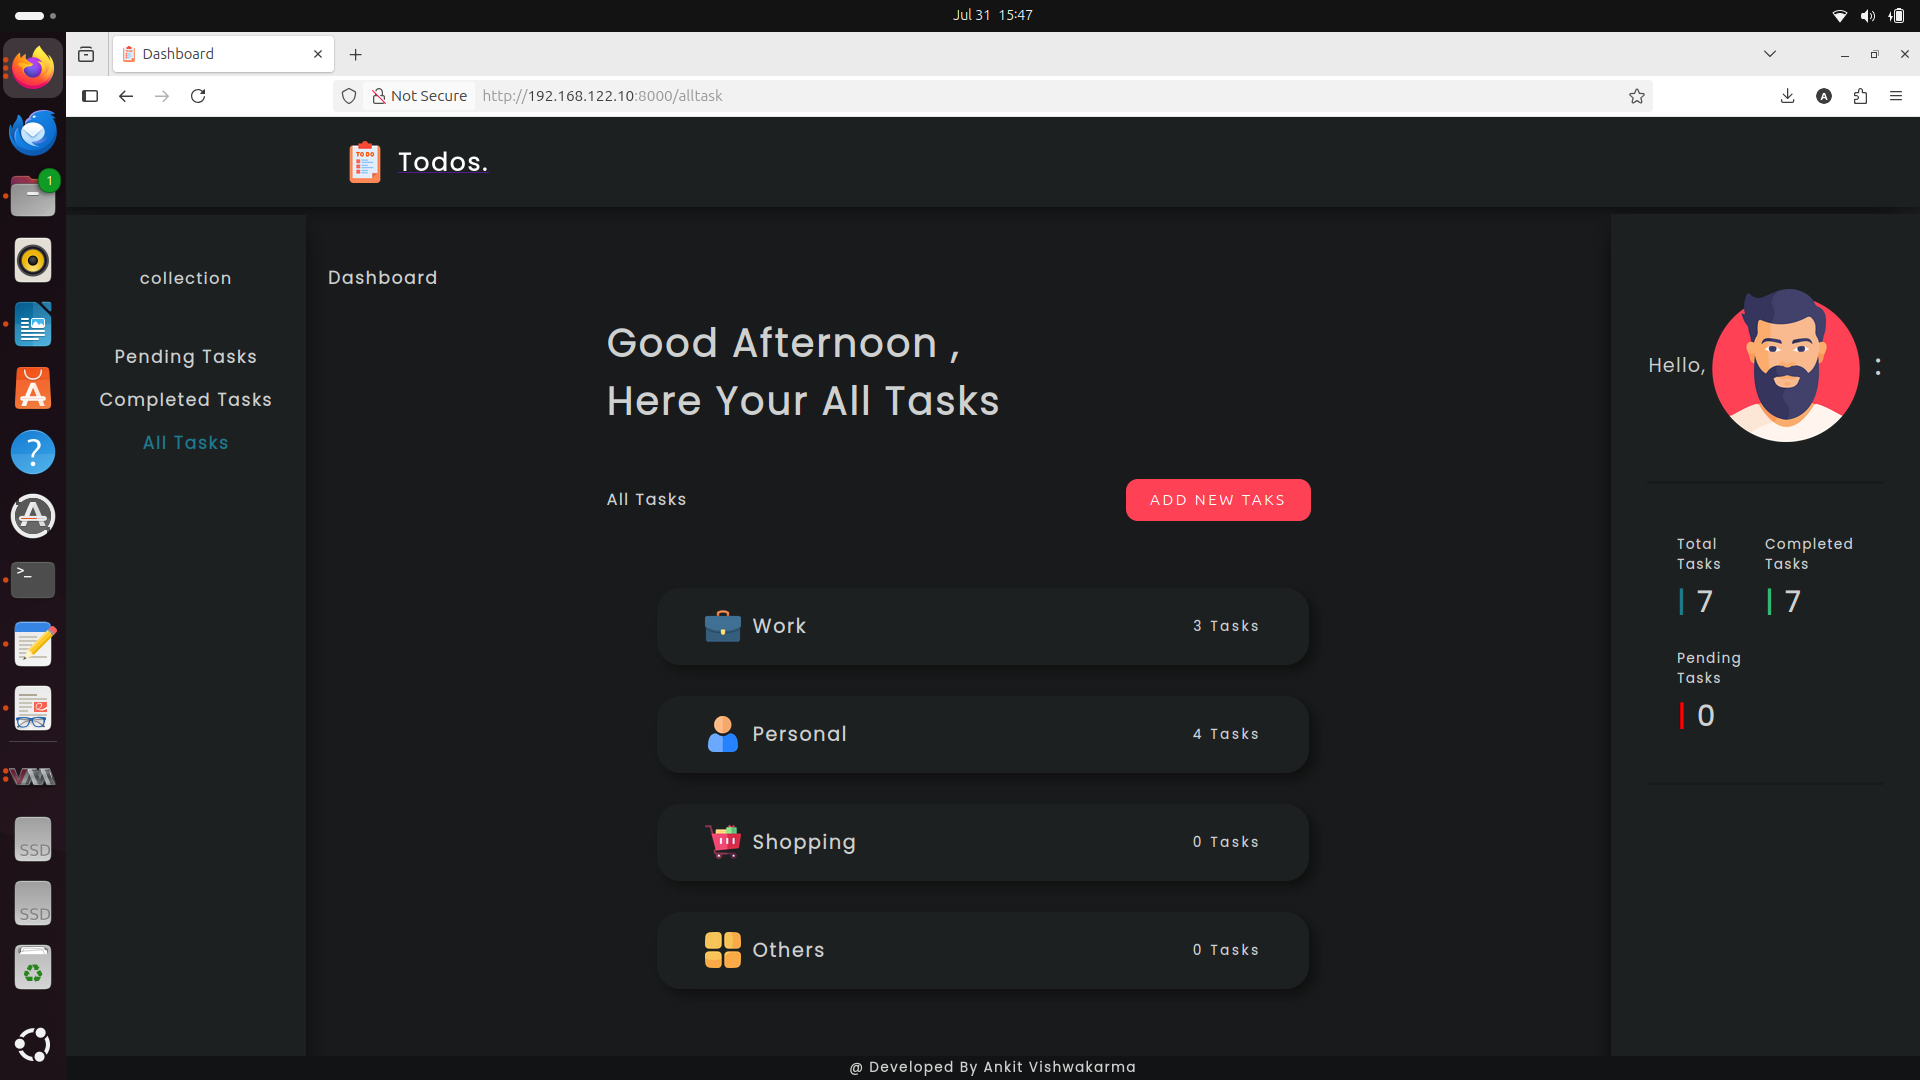 Jul 31 15:47
Dashboard
Not Secure http://192.168.122.10:8000/alltask
A
1
TO DO
Todos.
collection
Pending Tasks
Completed Tasks
All Tasks
Dashboard
Good Afternoon ,
Here Your All Tasks
All Tasks
ADD NEW TAKS
Work
3 Tasks
Personal
4 Tasks
Shopping
0 Tasks
Others
0 Tasks
Hello,
Total Tasks
7
Completed Tasks
7
Pending Tasks
0
SSD
SSD
@ Developed By Ankit Vishwakarma